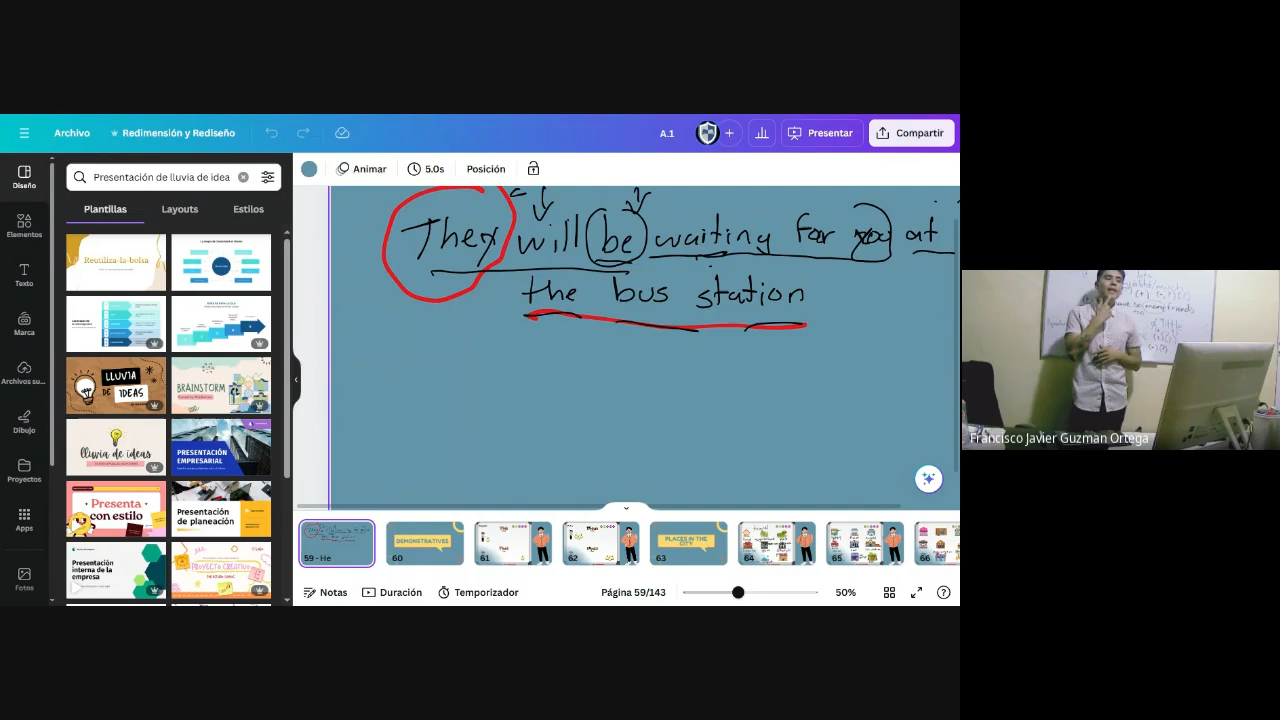 Archivo
Redimensión y Rediseño
A.1
Presentar
Compartir
Diseño
Elementos
Texto
Marca
Archivos su...
Dibujo
Proyectos
Apps
Fotos
Presentación de lluvia de idea
Plantillas Layouts Estilos
Reutiliza-la-bolsa
LLUVIA
DE IDEAS
BRAINSTORM
lluvia de ideas
PRESENTACIÓN
EMPRESARIAL
Presenta
con estilo
Presentación
de planeación
Presentación
interna de la
empresa
PROYECTO CREATIVO
Animar
5.0s
Posición
They will be waiting for you at
the bus station
59 - He
60
DEMONSTRATIVES
61
62
63
PLACES IN THE
CITY
64
65
66
Notas
Duración
Temporizador
Página 59/143
50%
Francisco Javier Guzman Ortega